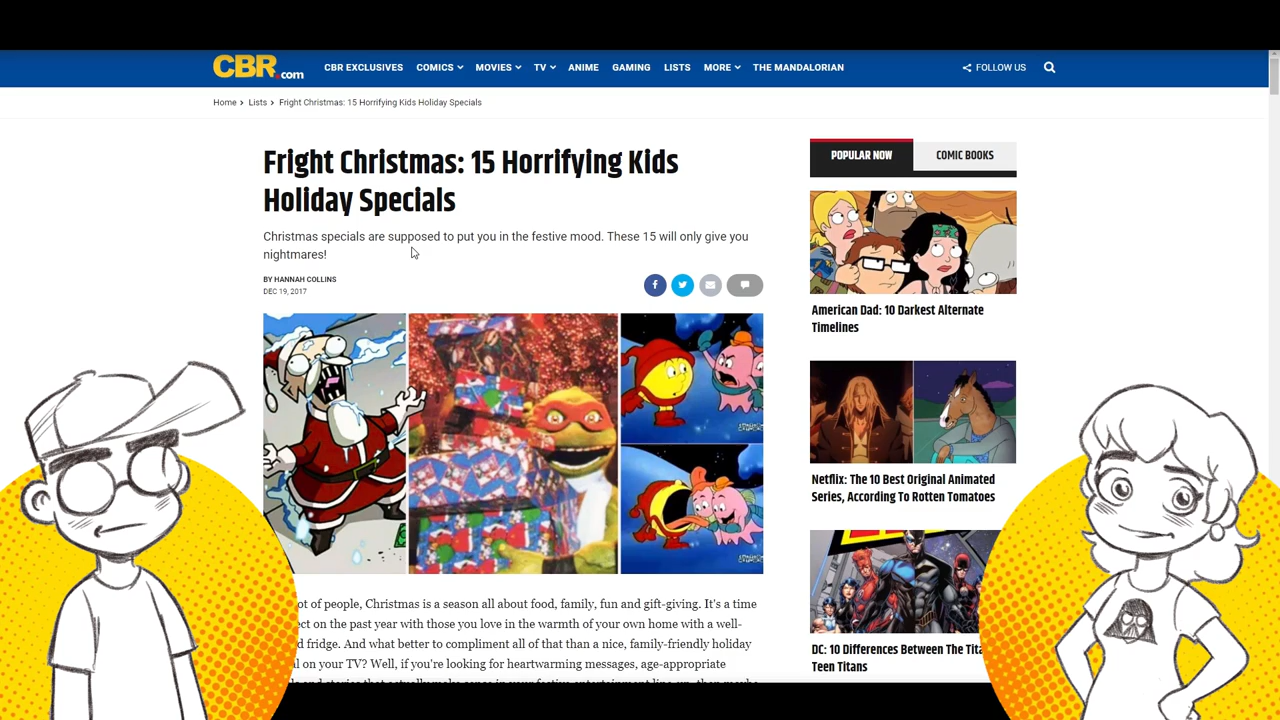 CBR.com
CBR EXCLUSIVES COMICS MOVIES TV ANIME GAMING LISTS MORE THE MANDALORIAN FOLLOW US
Home > Lists > Fright Christmas: 15 Horrifying Kids Holiday Specials
Fright Christmas: 15 Horrifying Kids
Holiday Specials
Christmas specials are supposed to put you in the festive mood. These 15 will only give you
nightmares!
BY HANNAH COLLINS
DEC 19, 2017
ot of people, Christmas is a season all about food, family, fun and gift-giving. It's a time
ect on the past year with those you love in the warmth of your own home with a well-
d fridge. And what better to compliment all of that than a nice, family-friendly holiday
l on your TV? Well, if you're looking for heartwarming messages, age-appropriate
POPULAR NOW COMIC BOOKS
American Dad: 10 Darkest Alternate
Timelines
Netflix: The 10 Best Original Animated
Series, According To Rotten Tomatoes
DC: 10 Differences Between The Tita
Teen Titans